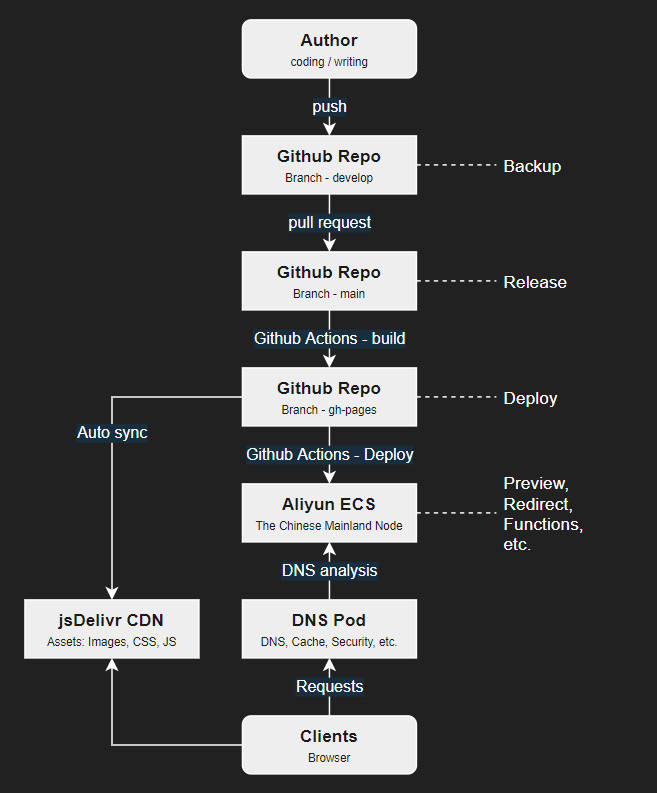 Author
coding / writing
push
Github Repo
Branch - develop
Backup
pull request
Github Repo
Branch - main
Release
Github Actions - build
Github Repo
Branch - gh-pages
Deploy
Auto sync
Github Actions - Deploy
Aliyun ECS
The Chinese Mainland Node
Preview,
Redirect,
Functions,
etc.
DNS analysis
jsDelivr CDN
Assets: Images, CSS, JS
DNS Pod
DNS, Cache, Security, etc.
Requests
Clients
Browser